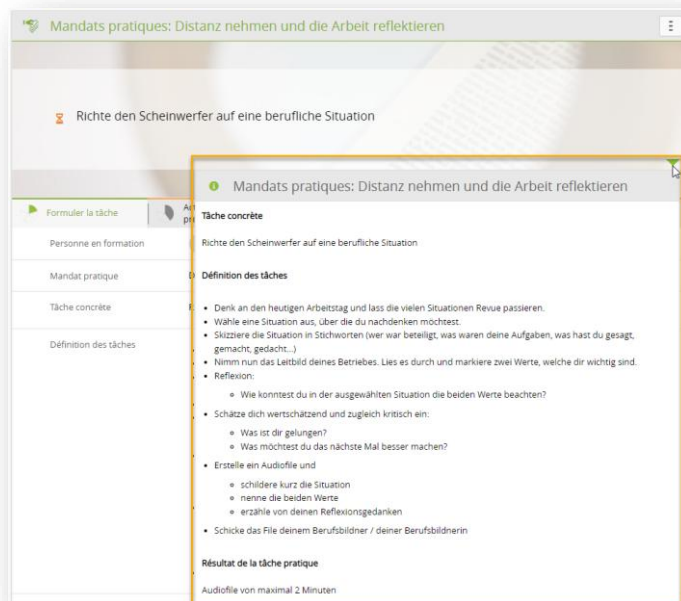 Mandats pratiques: Distanz nehmen und die Arbeit reflektieren
Richte den Scheinwerfer auf eine berufliche Situation
Formuler la tâche
Personne en formation
Mandat pratique
Tâche concrète
Définition des tâches
Mandats pratiques: Distanz nehmen und die Arbeit reflektieren
Tâche concrète
Richte den Scheinwerfer auf eine berufliche Situation
Définition des tâches
Denk an den heutigen Arbeitstag und lass die vielen Situationen Revue passieren.
Wähle eine Situation aus, über die du nachdenken möchtest.
Skizziere die Situation in Stichworten (wer war beteiligt, was waren deine Aufgaben, was hast du gesagt,
gemacht, gedacht...)
Nimm nun das Leitbild deines Betriebes. Lies es durch und markiere zwei Werte, welche dir wichtig sind.
Reflexion:
Wie konntest du in der ausgewählten Situation die beiden Werte beachten?
Schätze dich wertschätzend und zugleich kritisch ein:
Was ist dir gelungen?
Was möchtest du das nächste Mal besser machen?
Erstelle ein Audiofile und
schildere kurz die Situation
nenne die beiden Werte
erzähle von deinen Reflexionsgedanken
Schicke das File deinem Berufsbildner / deiner Berufsbildnerin
Résultat de la tâche pratique
Audiofile von maximal 2 Minuten